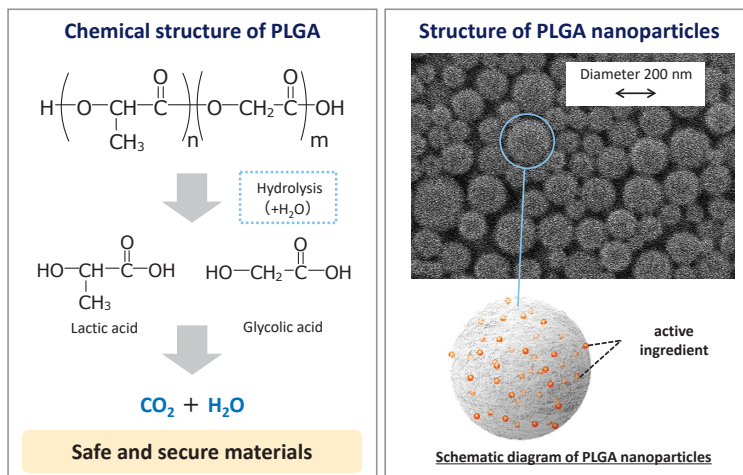 Chemical structure of PLGA
H—(O—CH—C)n(O—CH₂—C)m—OH
O
O
CH₃
Hydrolysis
(+H₂O)
O
HO—CH—C—OH
CH₃
Lactic acid
O
HO—CH₂—C—OH
Glycolic acid
CO₂ + H₂O
Safe and secure materials
Structure of PLGA nanoparticles
Diameter 200 nm
active
ingredient
Schematic diagram of PLGA nanoparticles